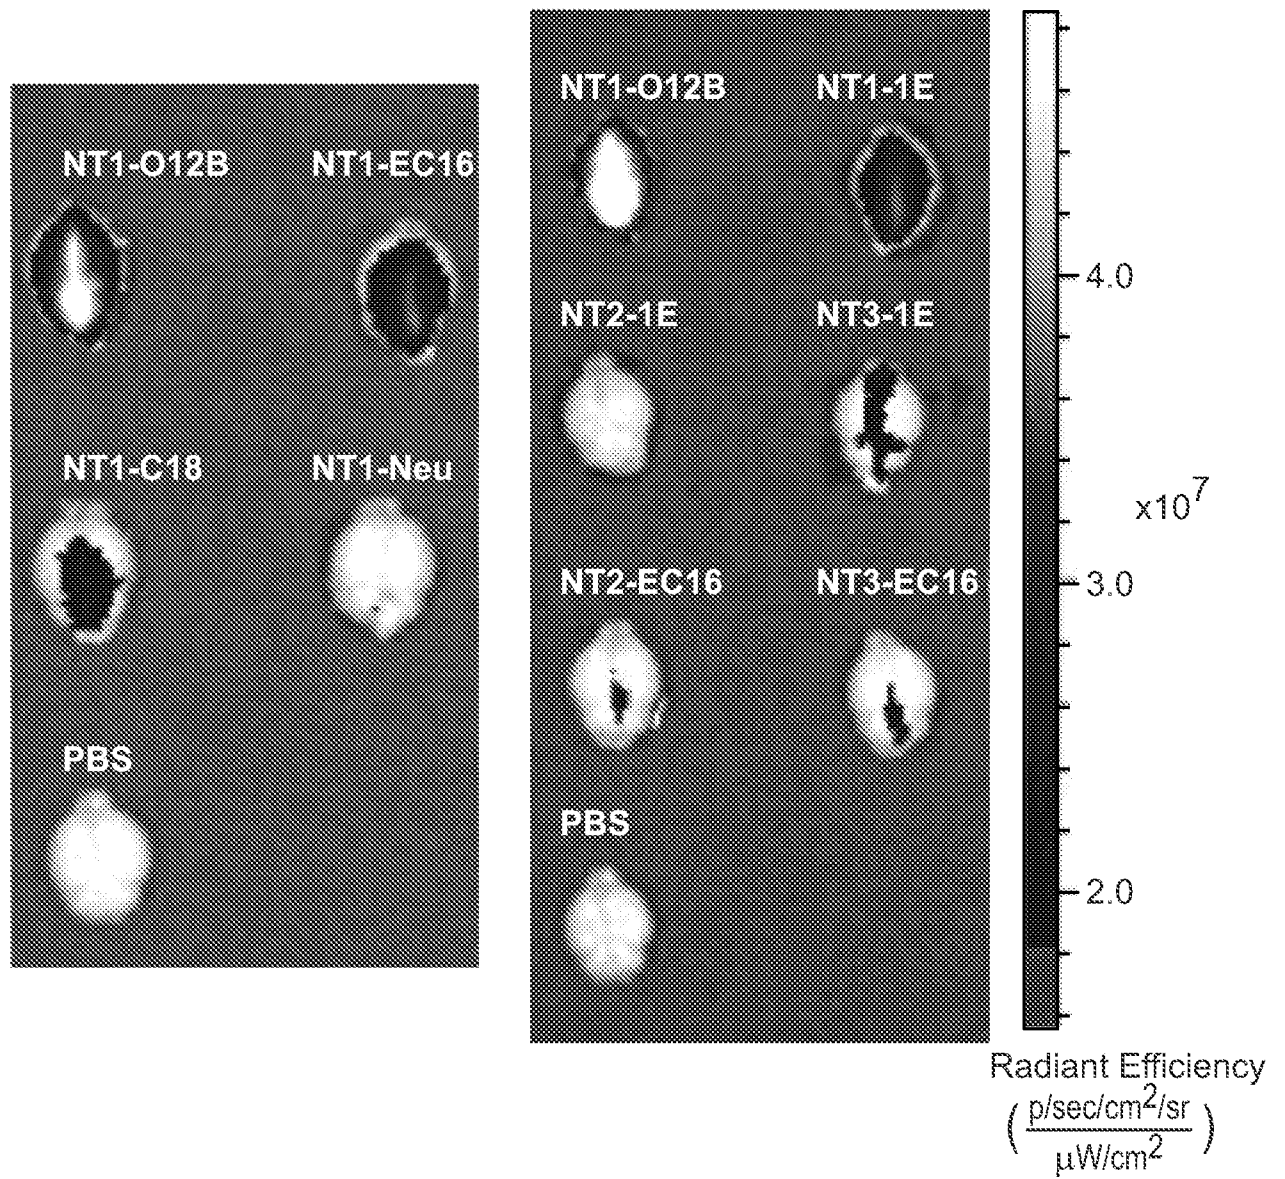 NT1-O12B NT1-EC16
NT1-C18 NT1-Neu
PBS
NT1-O12B NT1-1E
NT2-1E NT3-1E
NT2-EC16 NT3-EC16
PBS
4.0
x10⁷
3.0
2.0
Radiant Efficiency
(p/sec/cm²/sr
µW/cm²)